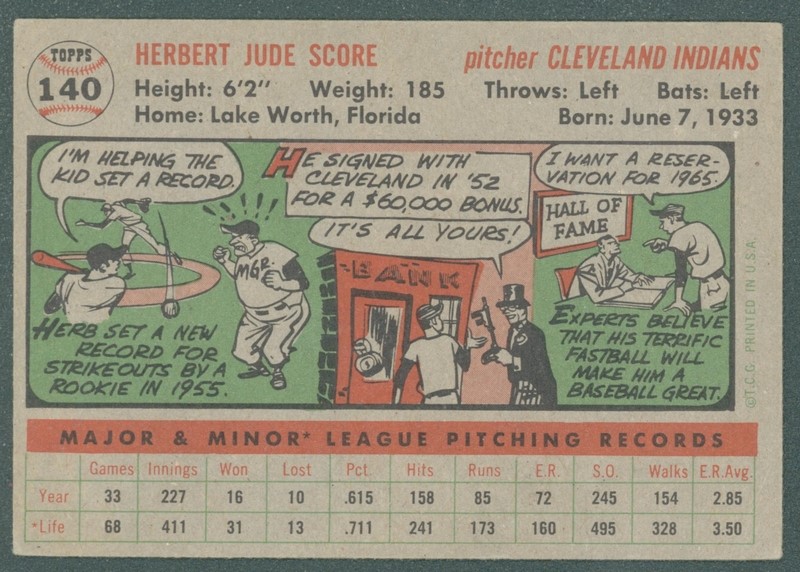 TOPPS
140
HERBERT JUDE SCORE
pitcher CLEVELAND INDIANS
Height: 6'2" Weight: 185 Throws: Left Bats: Left
Home: Lake Worth, Florida Born: June 7, 1933
I'M HELPING THE
KID SET A RECORD.
MGR.
HERB SET A NEW
RECORD FOR
STRIKEOUTS BY A
ROOKIE IN 1955.
HE SIGNED WITH
CLEVELAND IN '52
FOR A $60,000 BONUS.
IT'S ALL YOURS!
BANK
I WANT A RESER-
VATION FOR 1965.
HALL OF
FAME
EXPERTS BELIEVE
THAT HIS TERRIFIC
FASTBALL WILL
MAKE HIM A
BASEBALL GREAT.
©T.C.G. PRINTED IN U.S.A.
MAJOR & MINOR* LEAGUE PITCHING RECORDS
Games Innings Won Lost Pct. Hits Runs E.R. S.O. Walks E.R.Avg.
Year 33 227 16 10 .615 158 85 72 245 154 2.85
*Life 68 411 31 13 .711 241 173 160 495 328 3.50